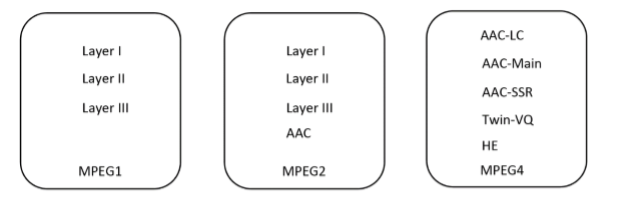 Layer I
Layer II
Layer III
MPEG1
Layer I
Layer II
Layer III
AAC
MPEG2
AAC-LC
AAC-Main
AAC-SSR
Twin-VQ
HE
MPEG4